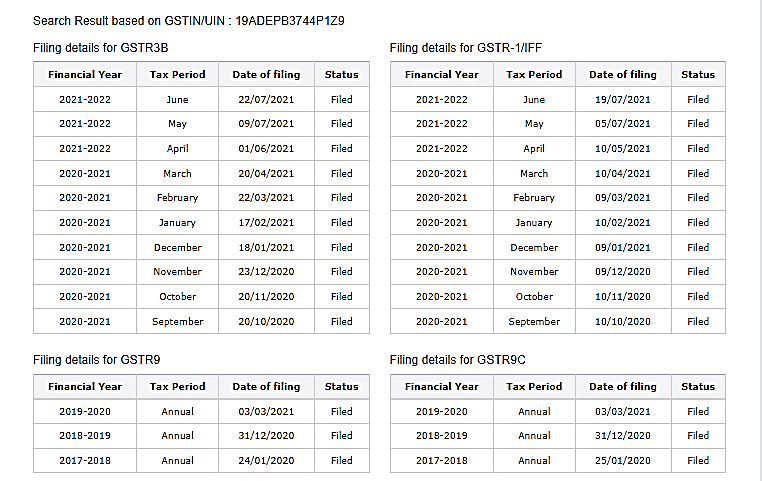 Search Result based on GSTIN/UIN : 19ADEPB3744P1Z9
Filing details for GSTR3B
Financial Year Tax Period Date of filing Status
2021-2022 June 22/07/2021 Filed
2021-2022 May 09/07/2021 Filed
2021-2022 April 01/06/2021 Filed
2020-2021 March 20/04/2021 Filed
2020-2021 February 22/03/2021 Filed
2020-2021 January 17/02/2021 Filed
2020-2021 December 18/01/2021 Filed
2020-2021 November 23/12/2020 Filed
2020-2021 October 20/11/2020 Filed
2020-2021 September 20/10/2020 Filed
Filing details for GSTR-1/IFF
Financial Year Tax Period Date of filing Status
2021-2022 June 19/07/2021 Filed
2021-2022 May 05/07/2021 Filed
2021-2022 April 10/05/2021 Filed
2020-2021 March 10/04/2021 Filed
2020-2021 February 09/03/2021 Filed
2020-2021 January 10/02/2021 Filed
2020-2021 December 09/01/2021 Filed
2020-2021 November 09/12/2020 Filed
2020-2021 October 10/11/2020 Filed
2020-2021 September 10/10/2020 Filed
Filing details for GSTR9
Financial Year Tax Period Date of filing Status
2019-2020 Annual 03/03/2021 Filed
2018-2019 Annual 31/12/2020 Filed
2017-2018 Annual 24/01/2020 Filed
Filing details for GSTR9C
Financial Year Tax Period Date of filing Status
2019-2020 Annual 03/03/2021 Filed
2018-2019 Annual 31/12/2020 Filed
2017-2018 Annual 25/01/2020 Filed